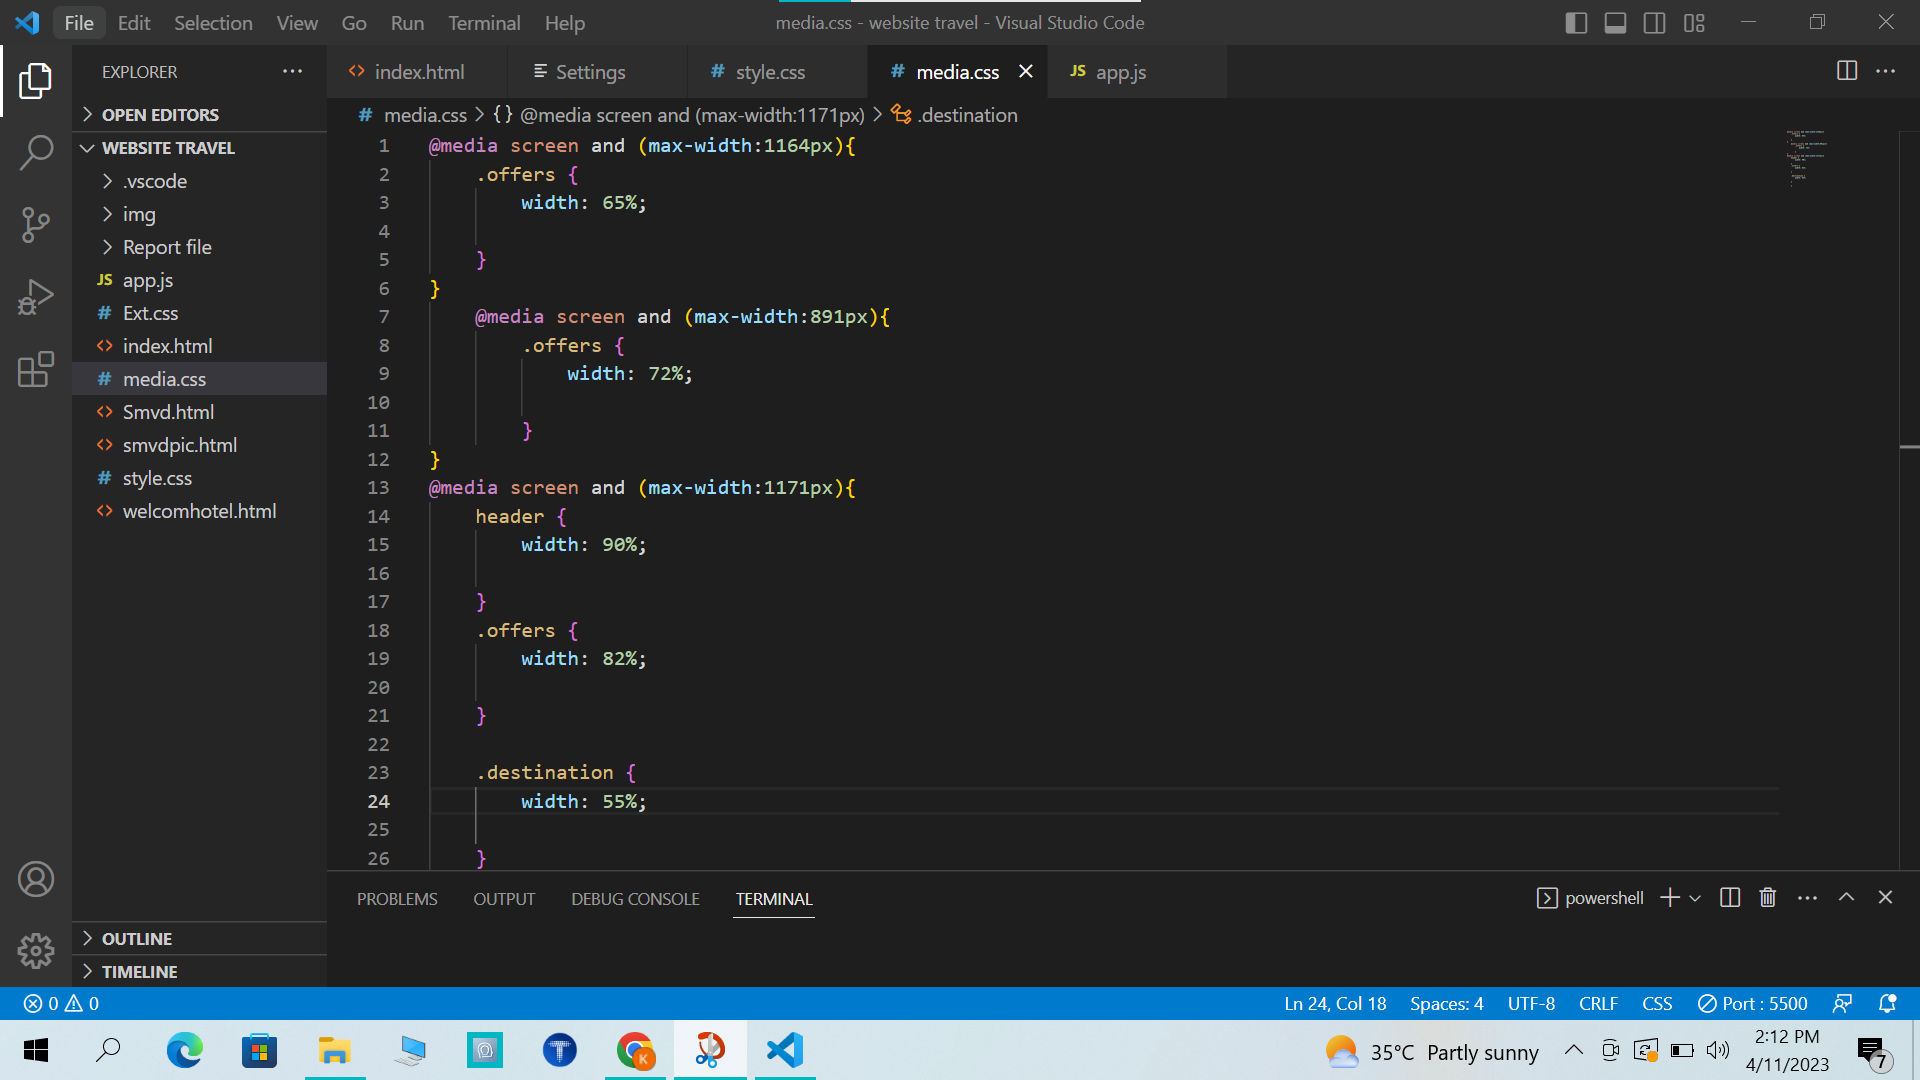 File Edit Selection View Go Run Terminal Help
media.css - website travel - Visual Studio Code
EXPLORER
OPEN EDITORS
WEBSITE TRAVEL
.vscode
img
Report file
JS app.js
# Ext.css
<> index.html
# media.css
<> Smvd.html
<> smvdpic.html
# style.css
<> welcomhotel.html
OUTLINE
TIMELINE
<> index.html Settings # style.css # media.css JS app.js
# media.css > {} @media screen and (max-width:1171px) > .destination
1 @media screen and (max-width:1164px){
2 .offers {
3 width: 65%;
4
5 }
6 }
7 @media screen and (max-width:891px){
8 .offers {
9 width: 72%;
10
11 }
12 }
13 @media screen and (max-width:1171px){
14 header {
15 width: 90%;
16
17 }
18 .offers {
19 width: 82%;
20
21 }
22
23 .destination {
24 width: 55%;
25
26 }
PROBLEMS OUTPUT DEBUG CONSOLE TERMINAL
powershell
0 0
Ln 24, Col 18 Spaces: 4 UTF-8 CRLF CSS Port : 5500
T K
35°C Partly sunny
2:12 PM
4/11/2023
7